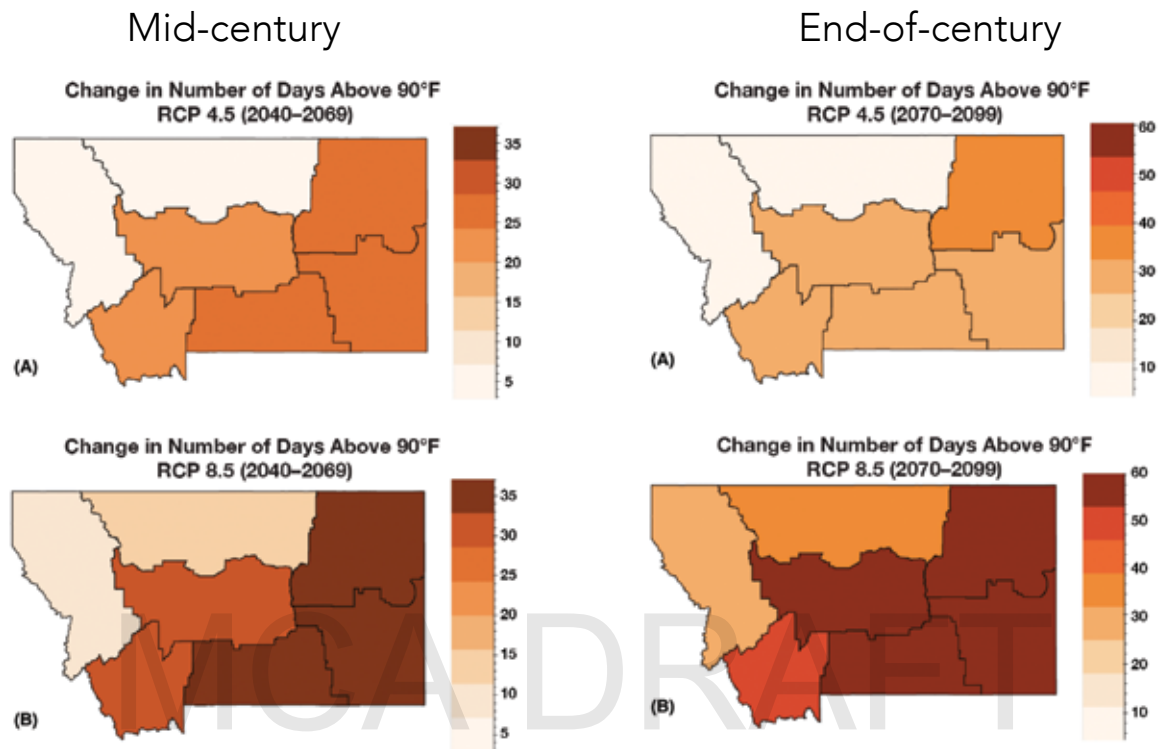 Mid-century
End-of-century
Change in Number of Days Above 90°F
RCP 4.5 (2040–2069)
35
30
25
20
15
10
5
(A)
Change in Number of Days Above 90°F
RCP 4.5 (2070–2099)
60
50
40
30
20
10
(A)
Change in Number of Days Above 90°F
RCP 8.5 (2040–2069)
35
30
25
20
15
10
5
(B)
Change in Number of Days Above 90°F
RCP 8.5 (2070–2099)
60
50
40
30
20
10
(B)
MCA DRAFT